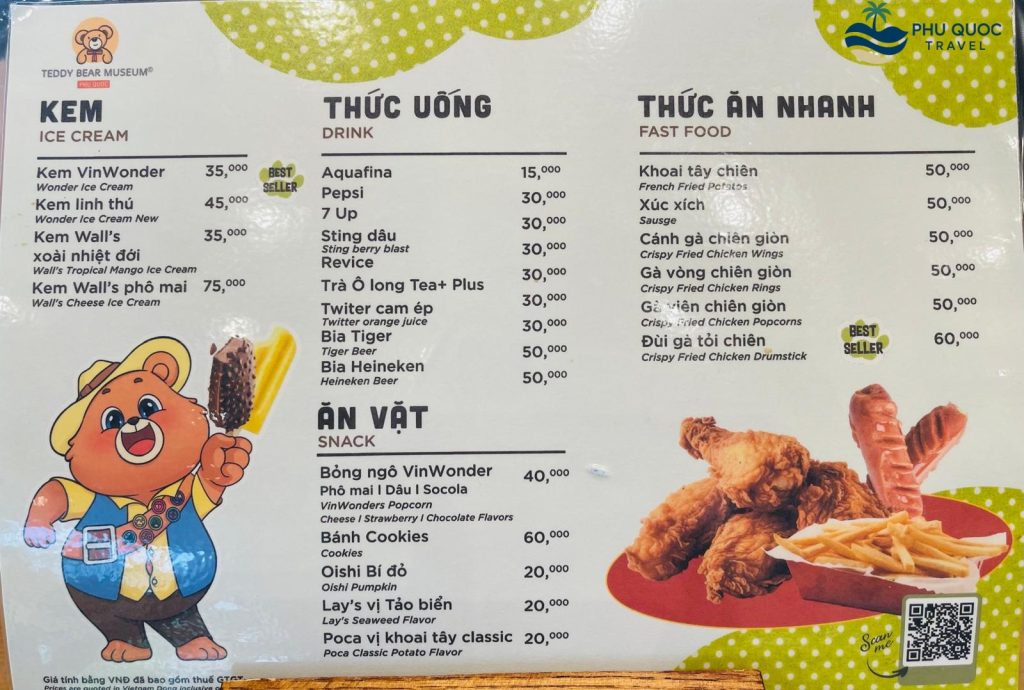 TEDDY BEAR MUSEUM©
PHU QUOC
PHU QUOC
TRAVEL
KEM
ICE CREAM
Kem VinWonder 35,000
Wonder Ice Cream
BEST
SELLER
Kem linh thú 45,000
Wonder Ice Cream New
Kem Wall's 35,000
xoài nhiệt đới
Wall's Tropical Mango Ice Cream
Kem Wall's phô mai 75,000
Wall's Cheese Ice Cream
THỨC UỐNG
DRINK
Aquafina 15,000
Pepsi 30,000
7 Up 30,000
Sting dâu 30,000
Sting berry blast
Revice 30,000
Trà Ô long Tea+ Plus 30,000
Twiter cam ép 30,000
Twitter orange juice
Bia Tiger 50,000
Tiger Beer
Bia Heineken 50,000
Heineken Beer
ĂN VẶT
SNACK
Bỏng ngô VinWonder 40,000
Phô mai I Dâu I Socola
VinWonders Popcorn
Cheese I Strawberry I Chocolate Flavors
Bánh Cookies 60,000
Cookies
Oishi Bí đỏ 20,000
Oishi Pumpkin
Lay's vị Tảo biển 20,000
Lay's Seaweed Flavor
Poca vị khoai tây classic 20,000
Poca Classic Potato Flavor
THỨC ĂN NHANH
FAST FOOD
Khoai tây chiên 50,000
French Fried Potatos
Xúc xích 50,000
Sausge
Cánh gà chiên giòn 50,000
Crispy Fried Chicken Wings
Gà vòng chiên giòn 50,000
Crispy Fried Chicken Rings
Gà viên chiên giòn 50,000
Crispy Fried Chicken Popcorns
Đùi gà tỏi chiên 60,000
Crispy Fried Chicken Drumstick
BEST
SELLER
Scan
me
Giá tính bằng VNĐ đã bao gồm thuế GTGT
Prices are quoted in Vietnam Dong inclusive